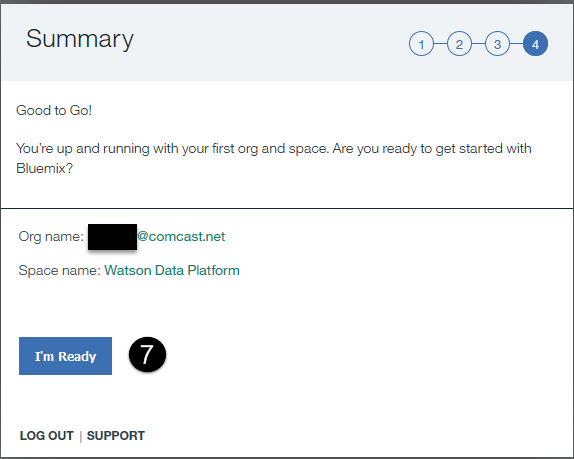 Summary
1 2 3 4
Good to Go!
You're up and running with your first org and space. Are you ready to get started with
Bluemix?
Org name: @comcast.net
Space name: Watson Data Platform
I'm Ready
7
LOG OUT | SUPPORT